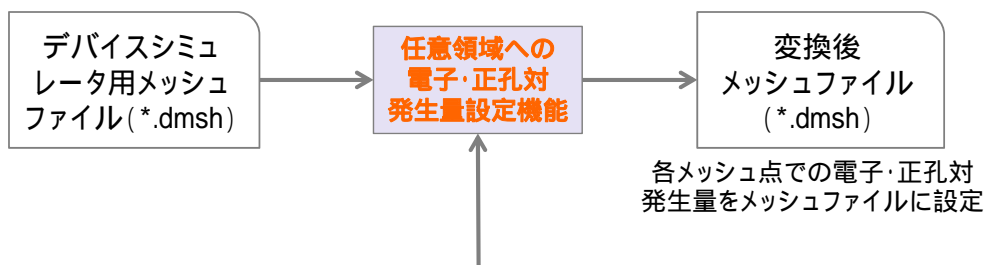 デバイスシミュ
レータ用メッシュ
ファイル(*.dmsh)
任意領域への
電子･正孔対
発生量設定機能
変換後
メッシュファイル
(*.dmsh)
各メッシュ点での電子･正孔対
発生量をメッシュファイルに設定